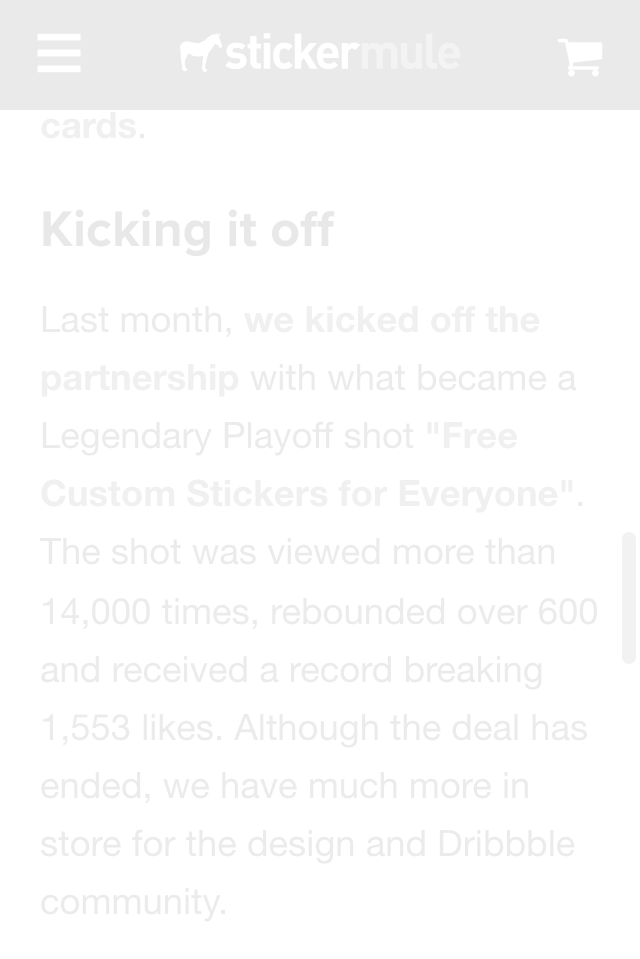 stickermule
cards.
Kicking it off
Last month, we kicked off the
partnership with what became a
Legendary Playoff shot "Free
Custom Stickers for Everyone".
The shot was viewed more than
14,000 times, rebounded over 600
and received a record breaking
1,553 likes. Although the deal has
ended, we have much more in
store for the design and Dribbble
community.